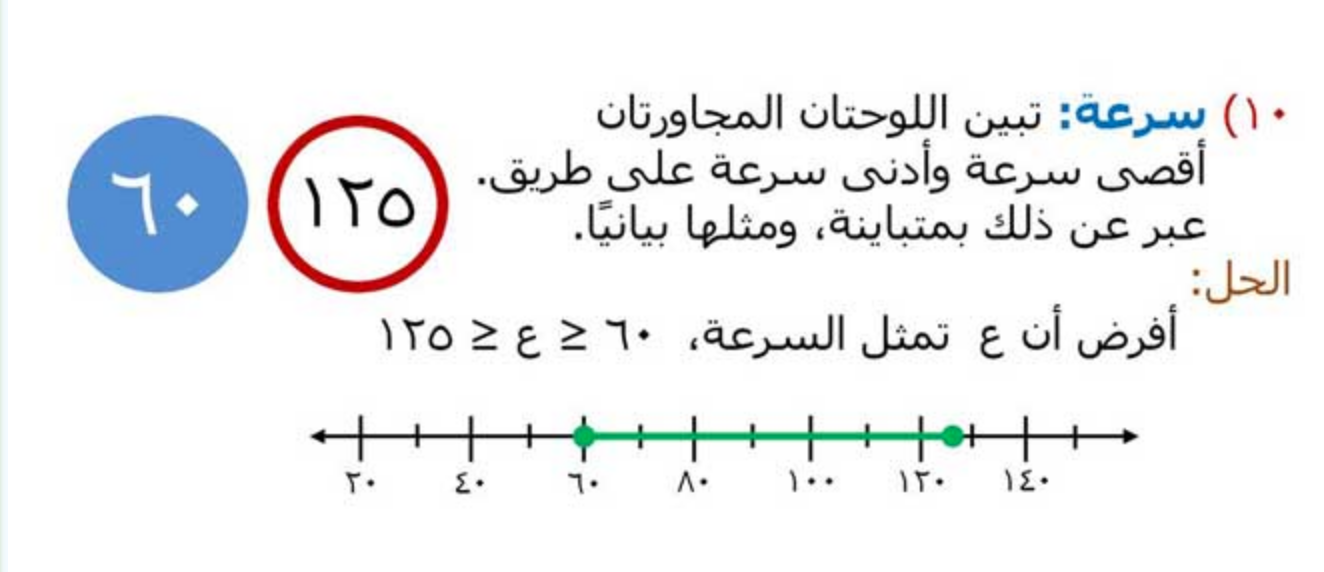 ١٠) سرعة: تبين اللوحتان المجاورتان
أقصى سرعة وأدنى سرعة على طريق.
عبر عن ذلك بمتباينة، ومثلها بيانيًّا.
١٢٥
٦٠
الحل:
أفرض أن ع تمثل السرعة، ٦٠ ≤ ع ≤ ١٢٥
٢٠ ٤٠ ٦٠ ٨٠ ١٠٠ ١٢٠ ١٤٠